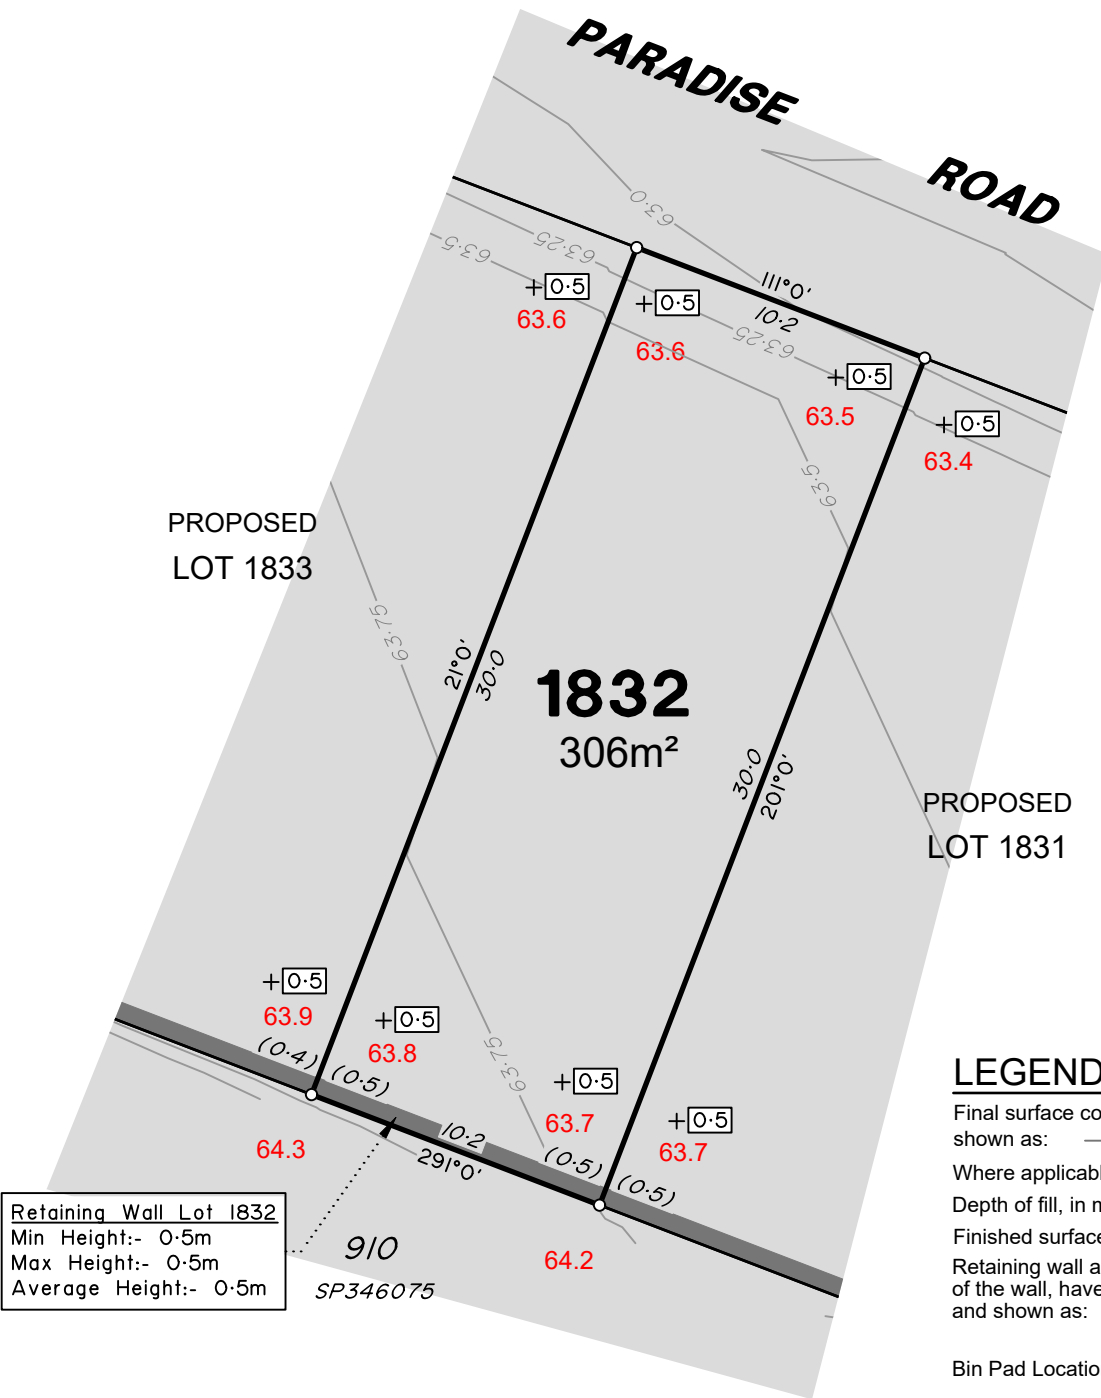 PARADISE
ROAD
63·0
63·25
63·5
+ 0·5
63.6
+ 0·5
63.6
111°0'
10·2
63·25
+ 0·5
63.5
+ 0·5
63.4
63·5
PROPOSED
LOT 1833
63·75
21°0'
30·0
1832
306m²
30·0
201°0'
PROPOSED
LOT 1831
+ 0·5
63.9
+ 0·5
63.8
(0·4)
(0·5)
63·75
+ 0·5
63.7
+ 0·5
63.7
10·2
291°0'
(0·5)
(0·5)
64.3
64.2
Retaining Wall Lot 1832
Min Height:- 0·5m
Max Height:- 0·5m
Average Height:- 0·5m
910
SP346075
LEGEND
Final surface co
shown as:
Where applicabl
Depth of fill, in m
Finished surface
Retaining wall a
of the wall, have
and shown as:
Bin Pad Locatio